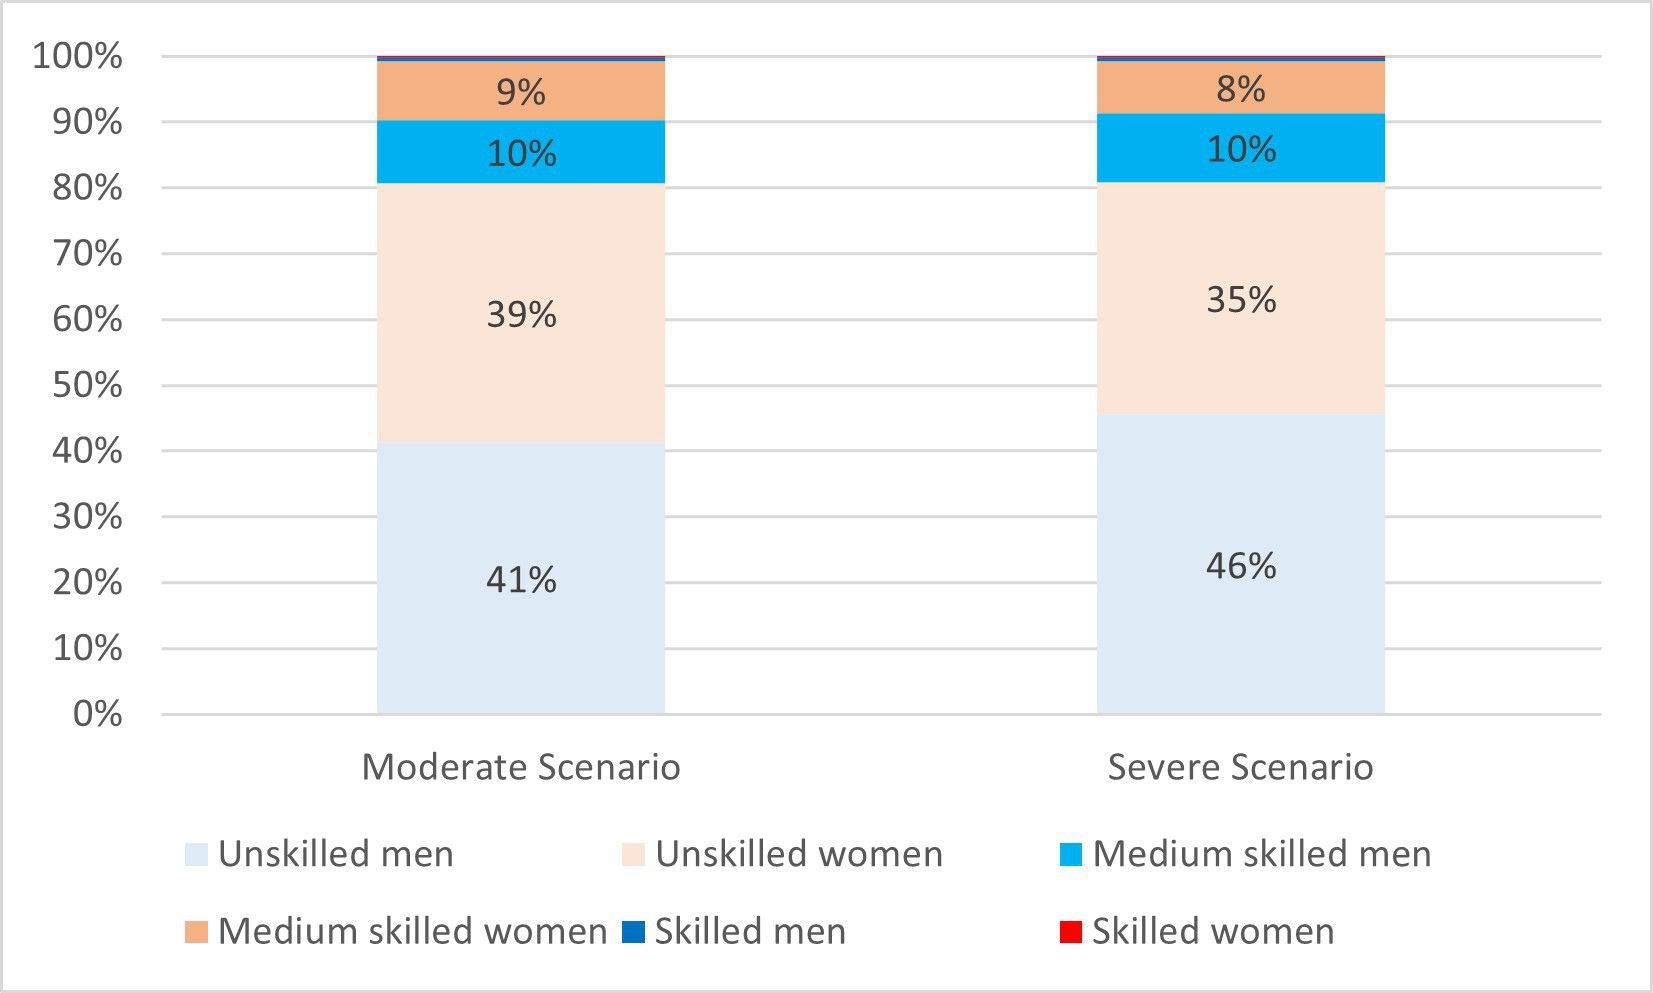 100%
90%
80%
70%
60%
50%
40%
30%
20%
10%
0%
9%
10%
39%
41%
8%
10%
35%
46%
Moderate Scenario
Severe Scenario
Unskilled men
Unskilled women
Medium skilled men
Medium skilled women
Skilled men
Skilled women